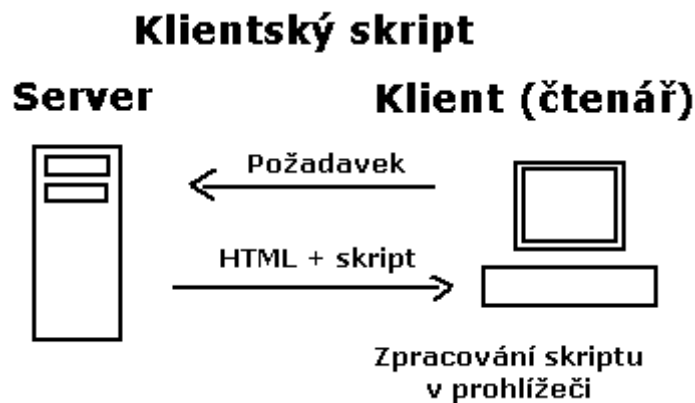 Klientský skript
Server
Klient (čtenář)
Požadavek
HTML + skript
Zpracování skriptu
v prohlížeči